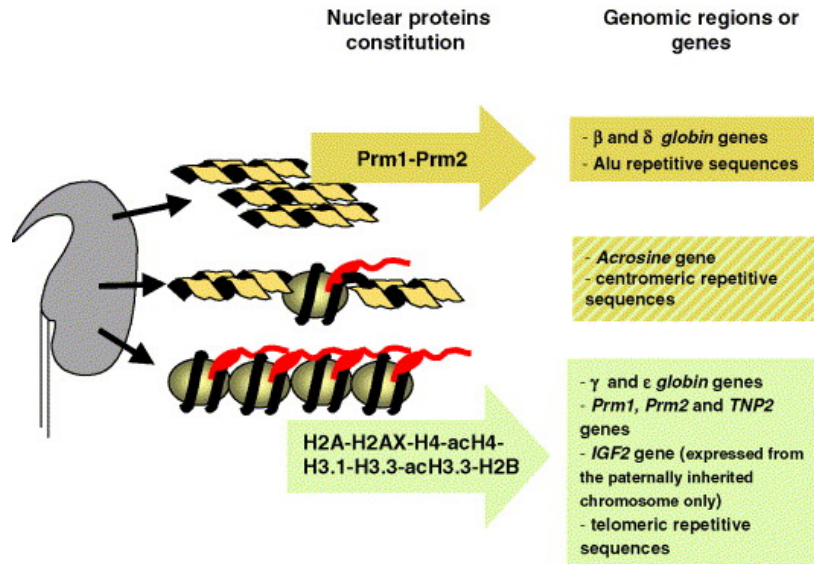 Nuclear proteins
constitution
Genomic regions or
genes
Prm1-Prm2
- β and δ globin genes
- Alu repetitive sequences
- Acrosine gene
- centromeric repetitive
sequences
H2A-H2AX-H4-acH4-
H3.1-H3.3-acH3.3-H2B
- γ and ε globin genes
- Prm1, Prm2 and TNP2
genes
- IGF2 gene (expressed from
the paternally inherited
chromosome only)
- telomeric repetitive
sequences